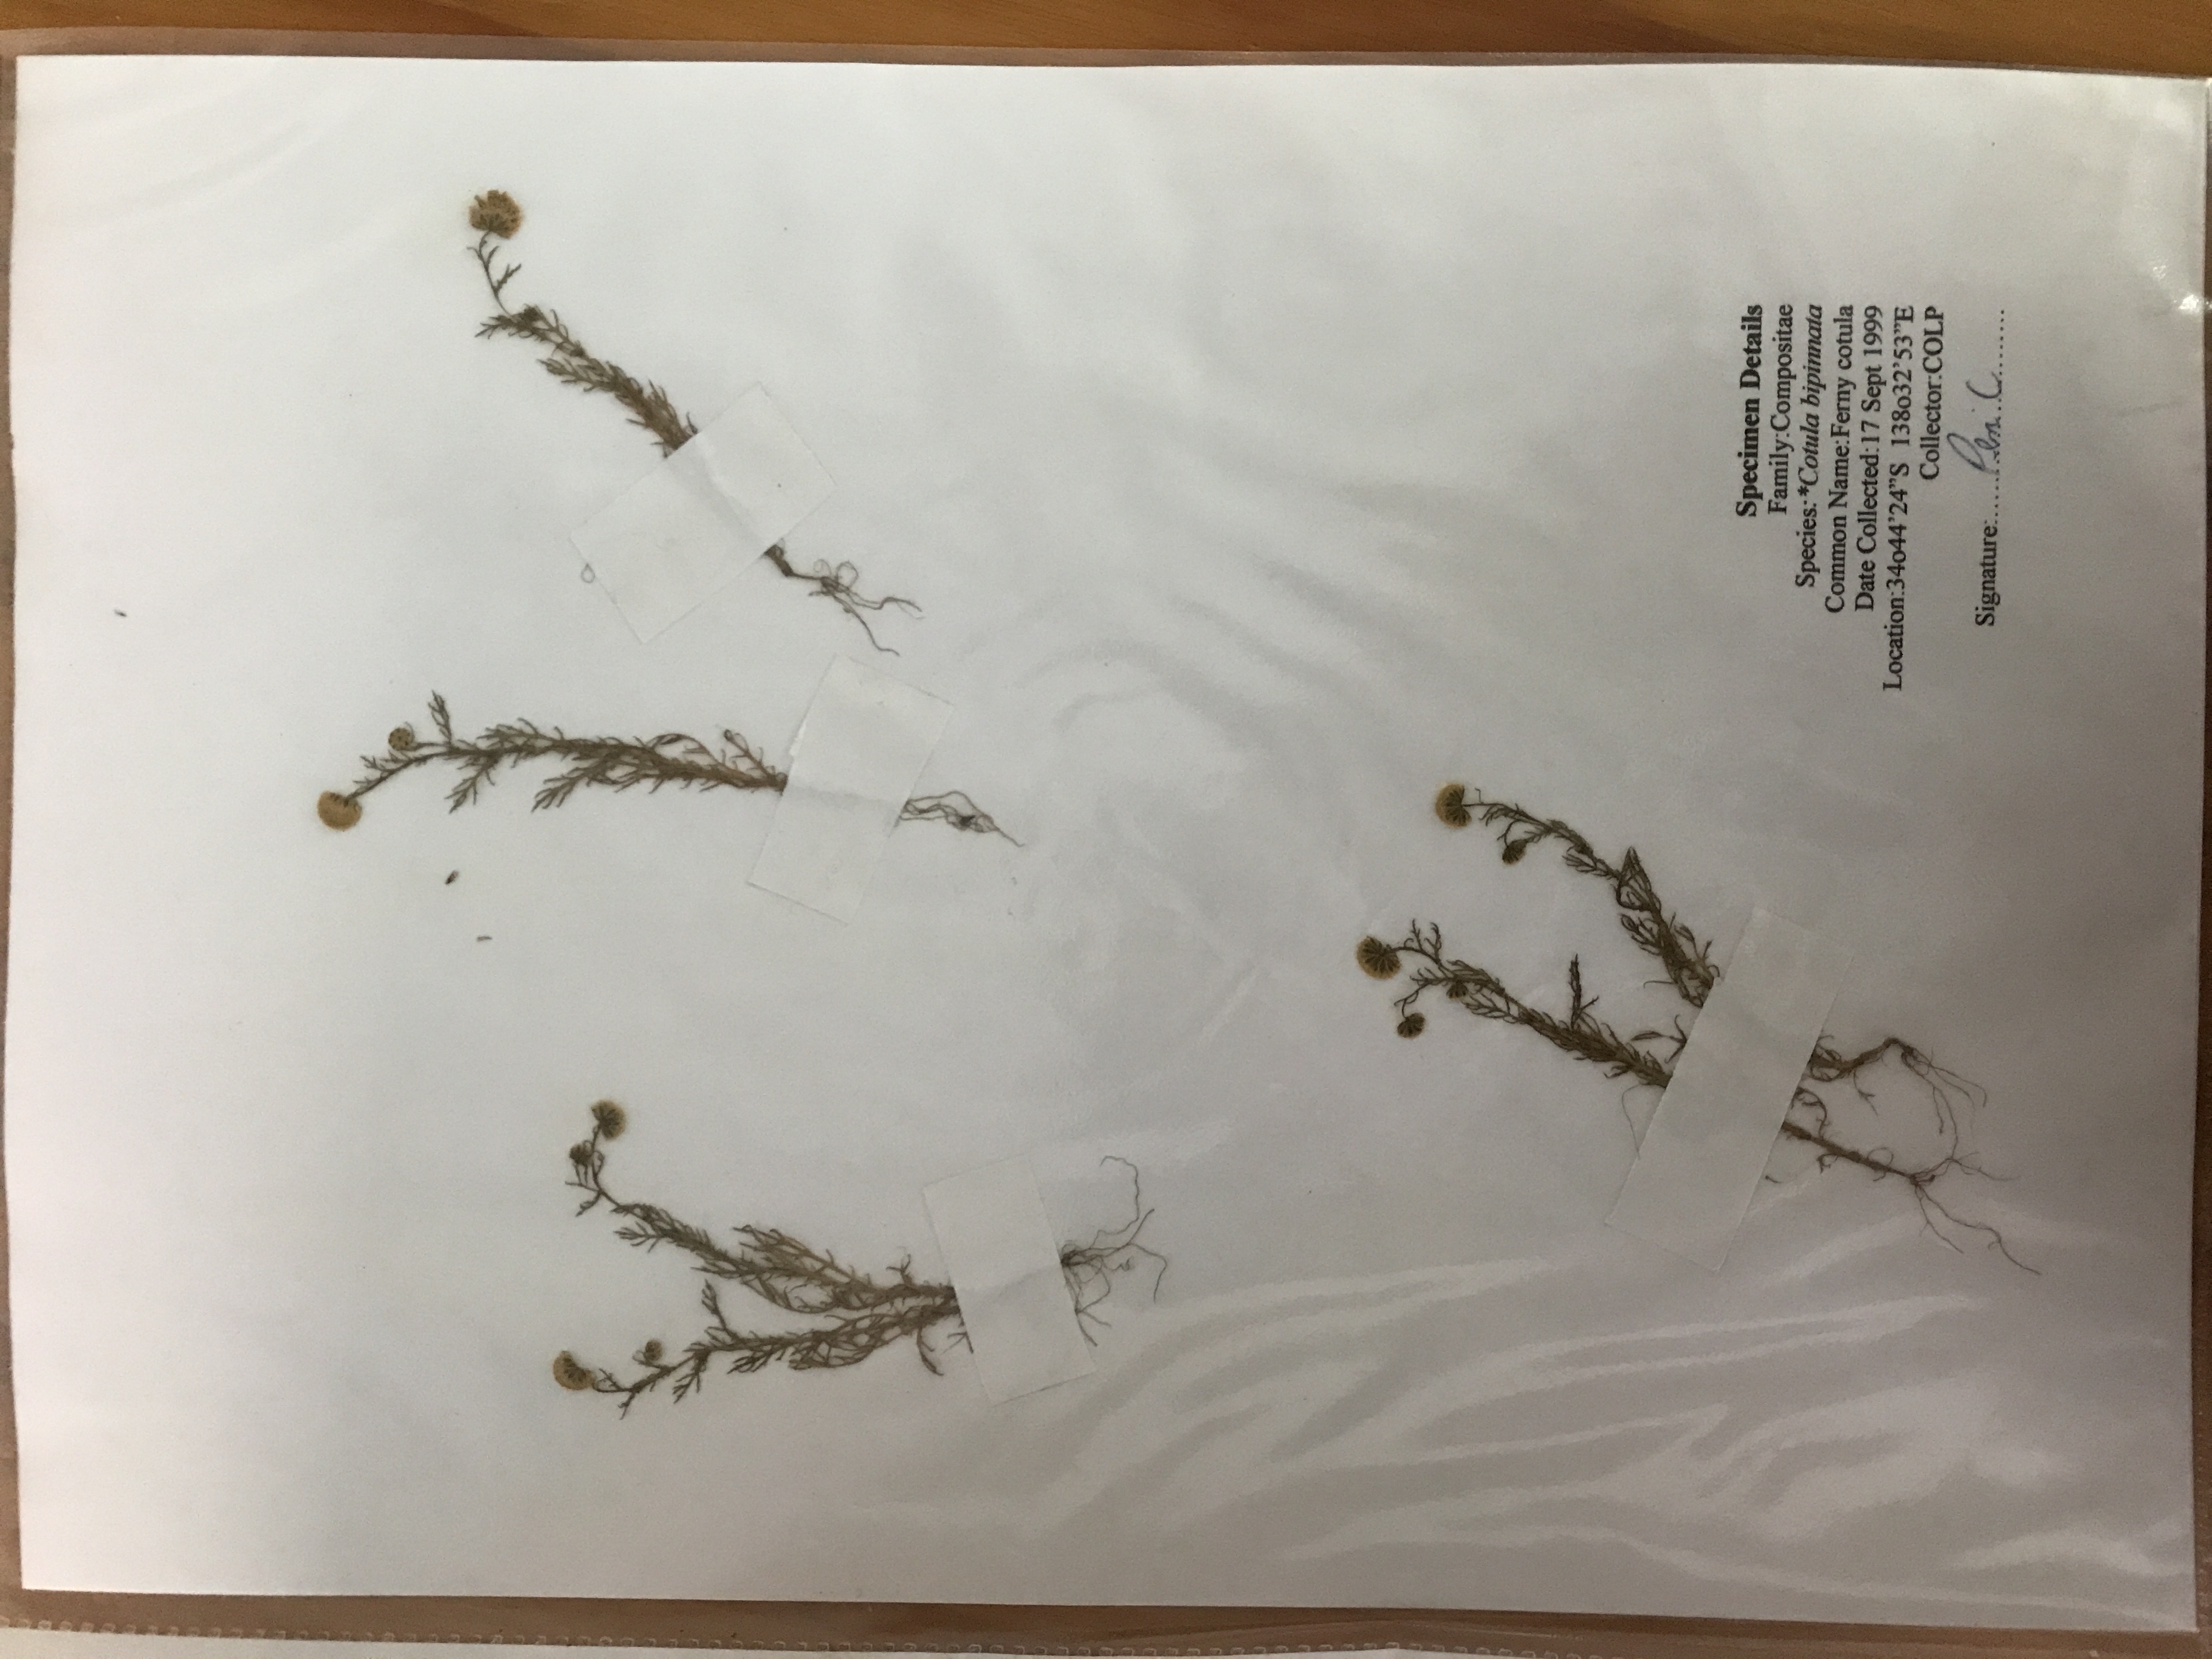 Specimen Details
Family:Compositae
Species:*Cotula bipinnata
Common Name:Ferny cotula
Date Collected:17 Sept 1999
Location:34o44’24”S 138o32’53”E
Collector:COLP
Signature:.....................